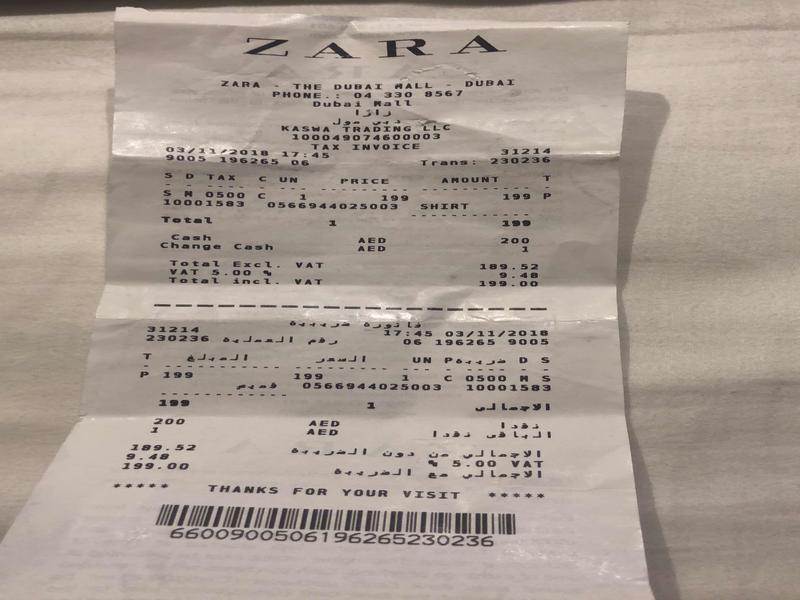 ZARA
ZARA - THE DUBAI MALL - DUBAI
PHONE.: 04 330 8567
Dubai Mall
زارا
دبي مول
KASWA TRADING LLC
100049074600003
TAX INVOICE
03/11/2018 17:45 31214
9005 196265 06 Trans: 230236
S D TAX C UN PRICE AMOUNT T
S M 0500 C 1 199 199 P
10001583 0566944025003 SHIRT
Total 1 199
Cash AED 200
Change Cash AED 1
Total Excl. VAT 189.52
VAT 5.00 % 9.48
Total incl. VAT 199.00
فاتورة ضريبية
31214 17:45 03/11/2018
230236 رقم العملية 06 196265 9005
T المبلغ السعر UN P ضريبة D S
P 199 199 1 C 0500 M S
قميص 0566944025003 10001583
199 1 الاجمالي
200 AED نقدا
1 AED الباقي نقدا
189.52 الاجمالي من دون الضريبة
9.48 % 5.00 VAT
199.00 الاجمالي مع الضريبة
***** THANKS FOR YOUR VISIT *****
6600900506196265230236